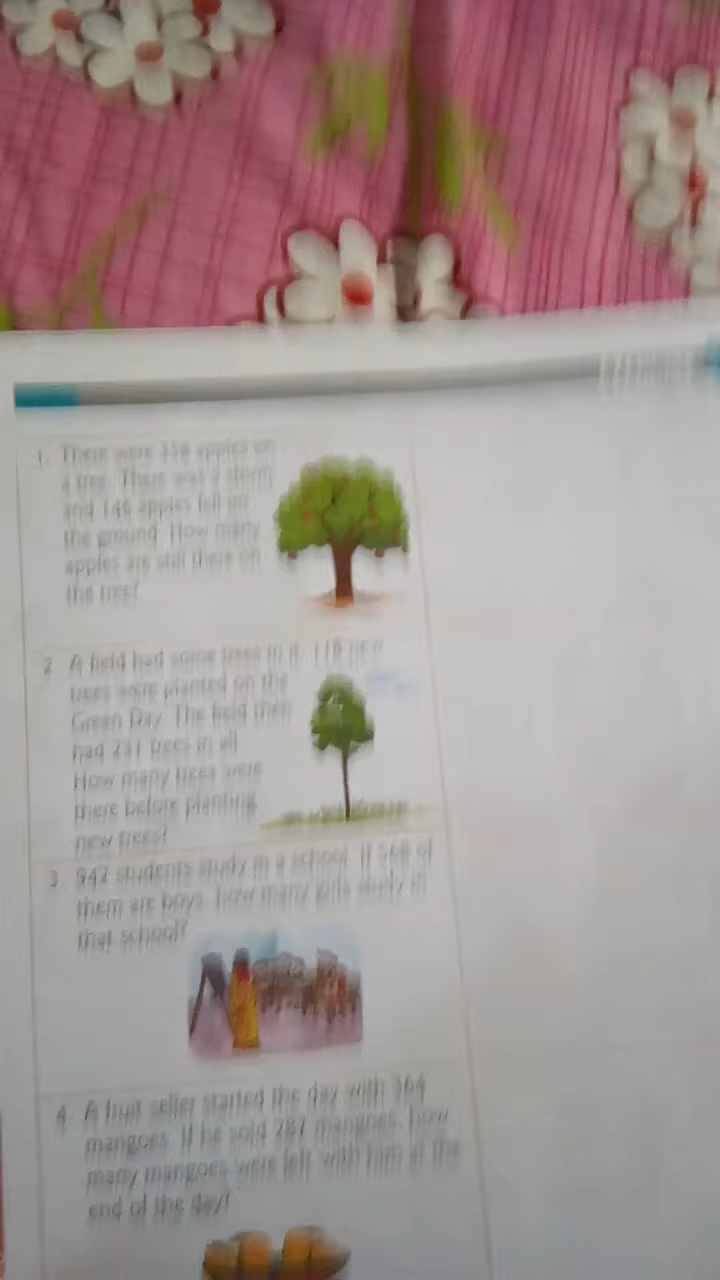 1. There were 358 apples on
a tree. There was a storm
and 146 apples fell on
the ground. How many
apples are still there on
the tree?
2. A field had some trees in it. 118 new
trees were planted on the
Green Day. The field then
had 231 trees in all.
How many trees were
there before planting
new trees?
3. 942 students study in a school. If 568 of
them are boys, how many girls study in
that school?
4. A fruit seller started the day with 364
mangoes. If he sold 287 mangoes, how
many mangoes were left with him at the
end of the day?